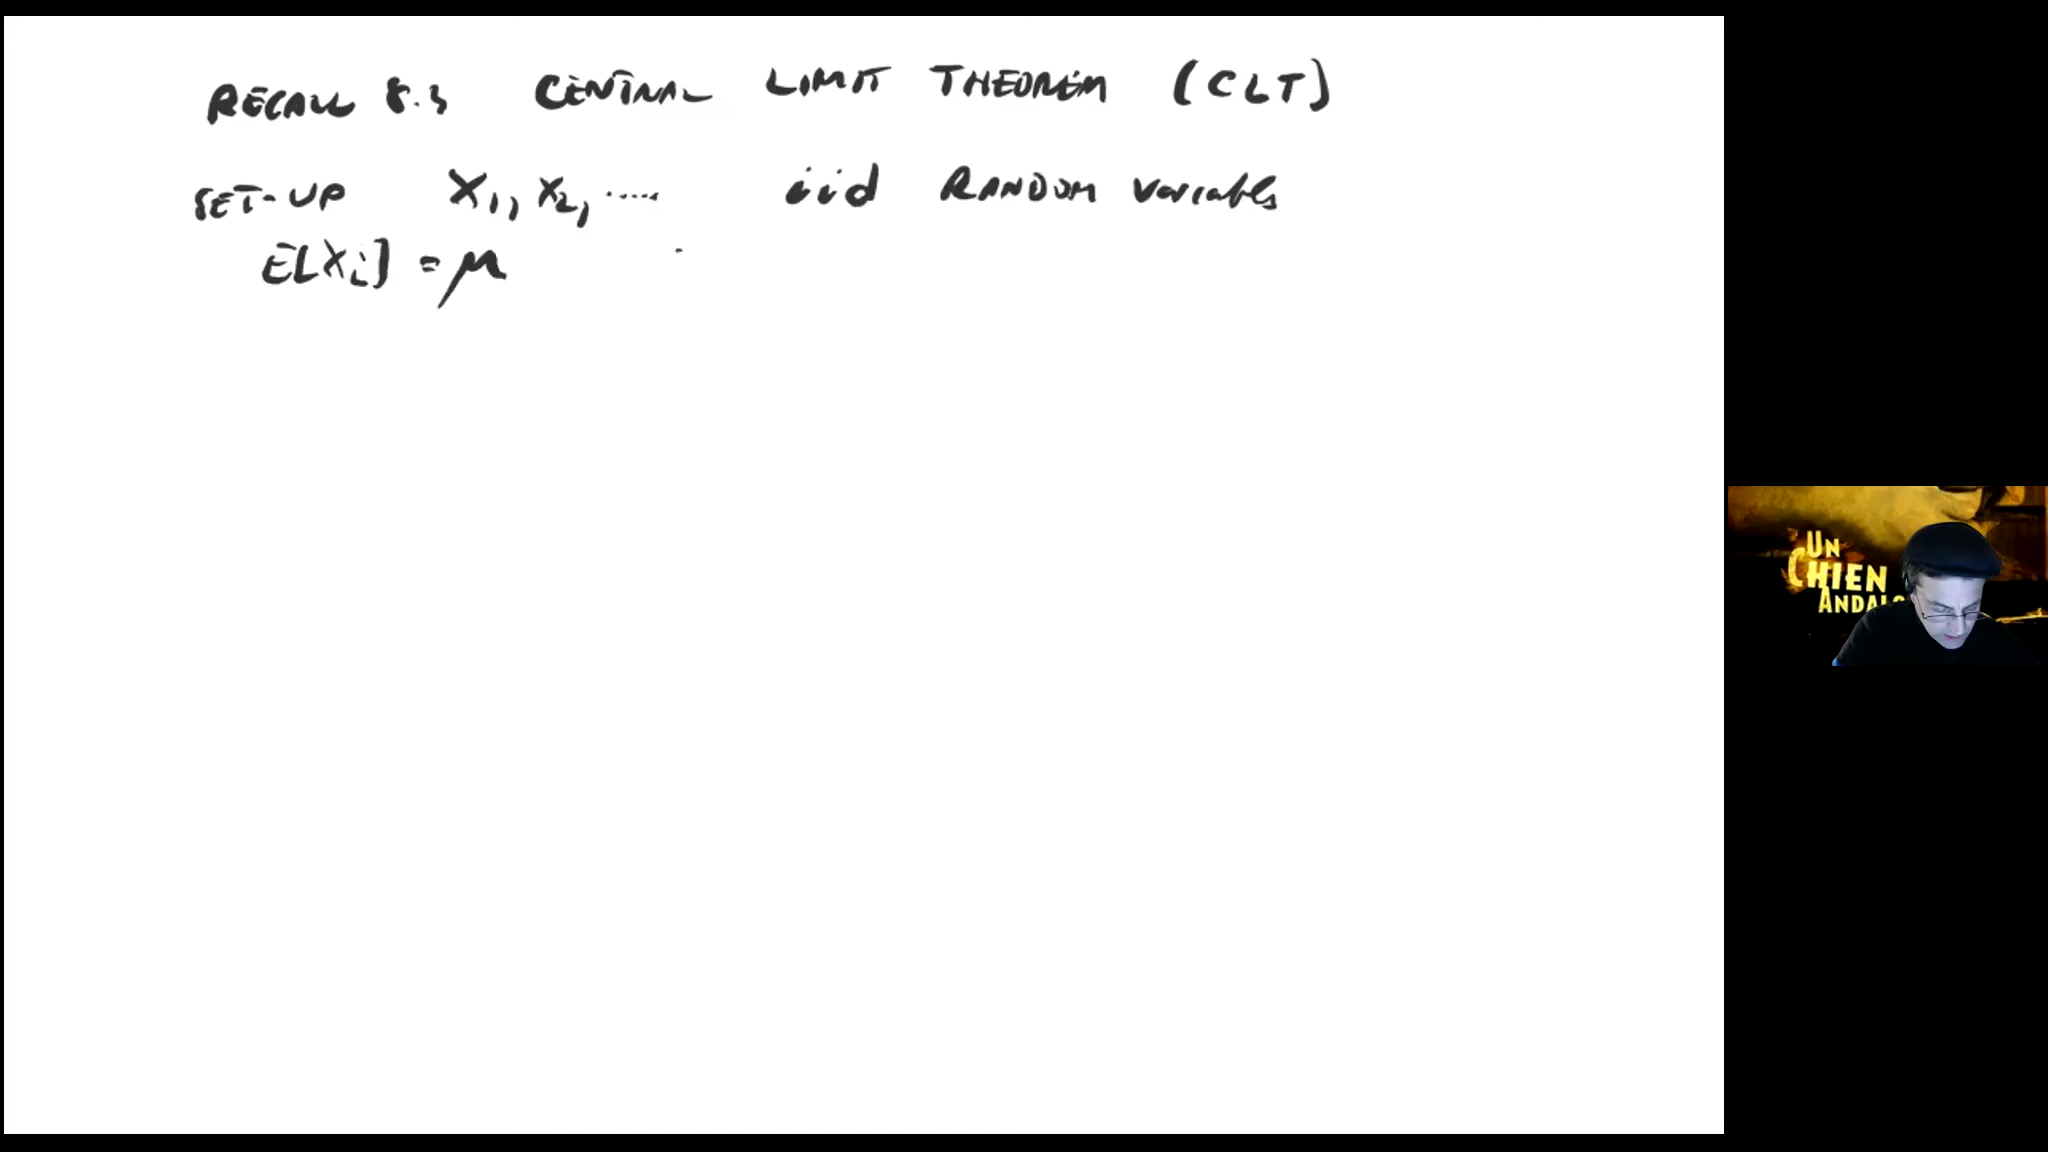 RECALL 8.3 CENTRAL LIMIT THEOREM (CLT)
SET-UP X₁, X₂, ..... iid RANDOM variables
E[Xᵢ] = μ
UN
CHIEN
ANDAL